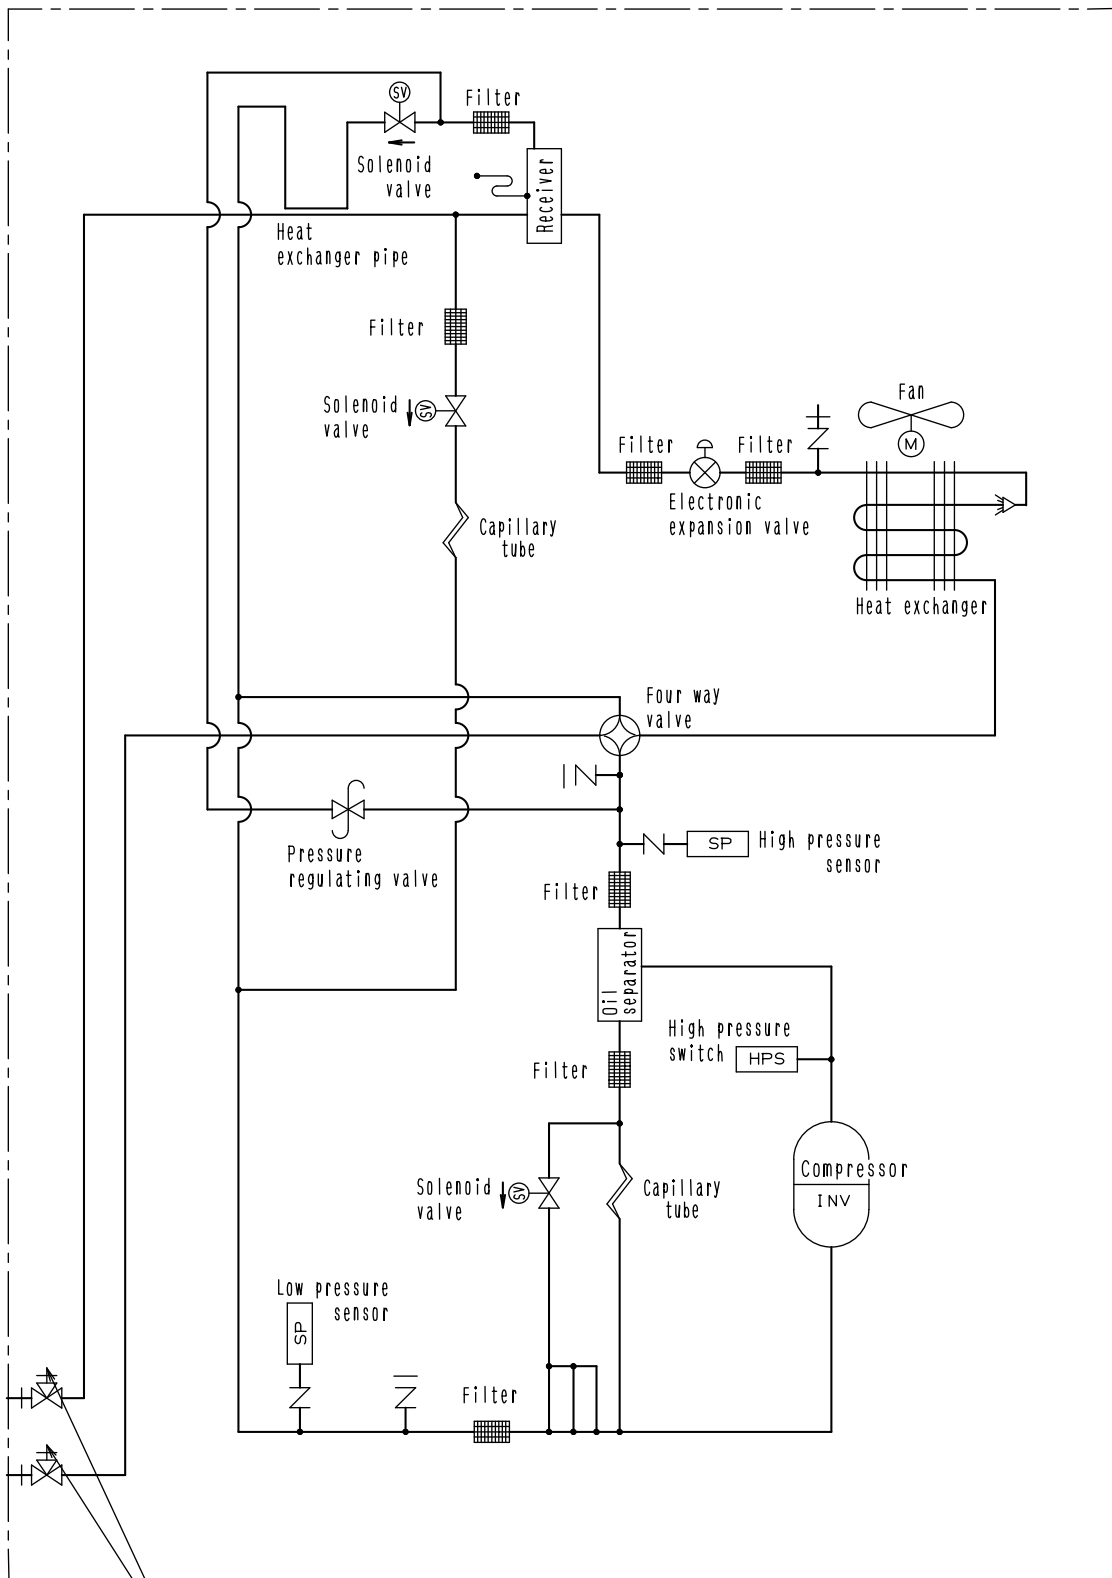 SV
Filter
Solenoid
valve
Receiver
Heat
exchanger pipe
Filter
Solenoid
valve
SV
Fan
M
Filter
Filter
Electronic
expansion valve
Capillary
tube
Heat exchanger
Four way
valve
Pressure
regulating valve
SP
High pressure
sensor
Filter
Oil
separator
High pressure
switch
HPS
Filter
Compressor
INV
Solenoid
valve
SV
Capillary
tube
Low pressure
sensor
SP
Filter